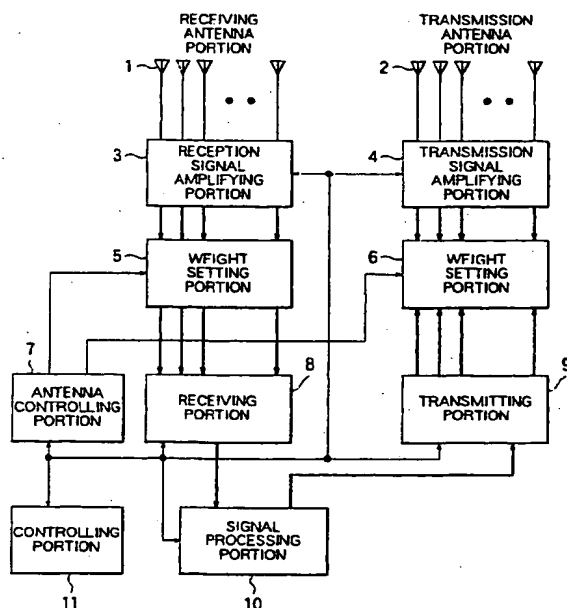 RECEIVING
ANTENNA
PORTION
TRANSMISSION
ANTENNA
PORTION
1
2
3
RECEPTION
SIGNAL
AMPLIFYING
PORTION
4
TRANSMISSION
SIGNAL
AMPLIFYING
PORTION
5
WFIGHT
SETTING
PORTION
6
WFIGHT
SETTING
PORTION
7
ANTENNA
CONTROLLING
PORTION
8
RECEIVING
PORTION
9
TRANSMITTING
PORTION
CONTROLLING
PORTION
11
SIGNAL
PROCESSING
PORTION
10